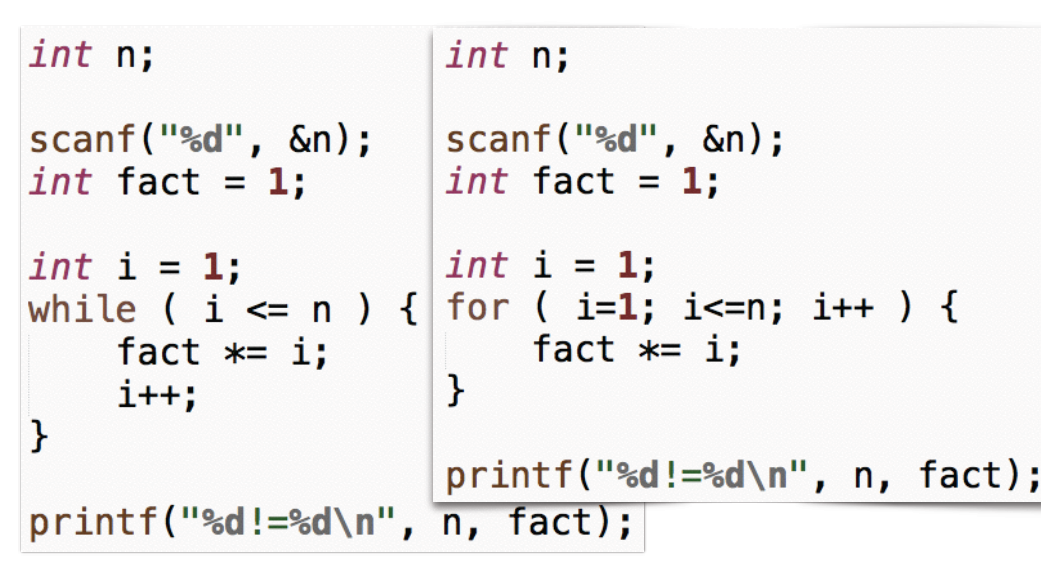 int n;
scanf("%d", &n);
int fact = 1;
int i = 1;
while ( i <= n ) {
    fact *= i;
    i++;
}
printf("%d!=%d\n", n, fact);
int n;
scanf("%d", &n);
int fact = 1;
int i = 1;
for ( i=1; i<=n; i++ ) {
    fact *= i;
}
printf("%d!=%d\n", n, fact);